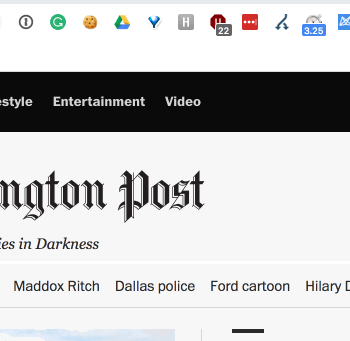 H 22 3.25
estyle Entertainment Video
ngton Post
ies in Darkness
Maddox Ritch Dallas police Ford cartoon Hilary D